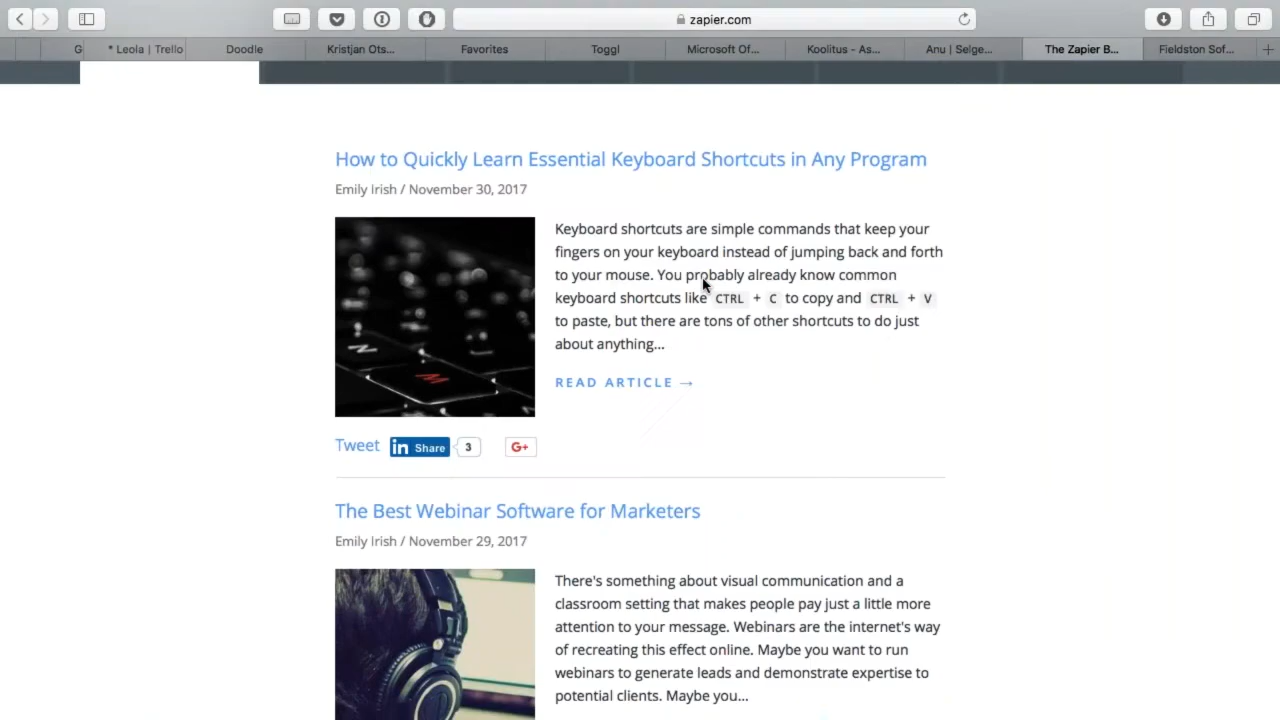 zapier.com
G
* Leola | Trello
Doodle
Kristjan Ots...
Favorites
Toggl
Microsoft Of...
Koolitus - As...
Anu | Selge...
The Zapier B...
Fieldston Sof...
How to Quickly Learn Essential Keyboard Shortcuts in Any Program
Emily Irish / November 30, 2017
Keyboard shortcuts are simple commands that keep your
fingers on your keyboard instead of jumping back and forth
to your mouse. You probably already know common
keyboard shortcuts like CTRL + C to copy and CTRL + V
to paste, but there are tons of other shortcuts to do just
about anything...
READ ARTICLE →
N
M
Tweet
in Share
3
G+
The Best Webinar Software for Marketers
Emily Irish / November 29, 2017
There's something about visual communication and a
classroom setting that makes people pay just a little more
attention to your message. Webinars are the internet's way
of recreating this effect online. Maybe you want to run
webinars to generate leads and demonstrate expertise to
potential clients. Maybe you...